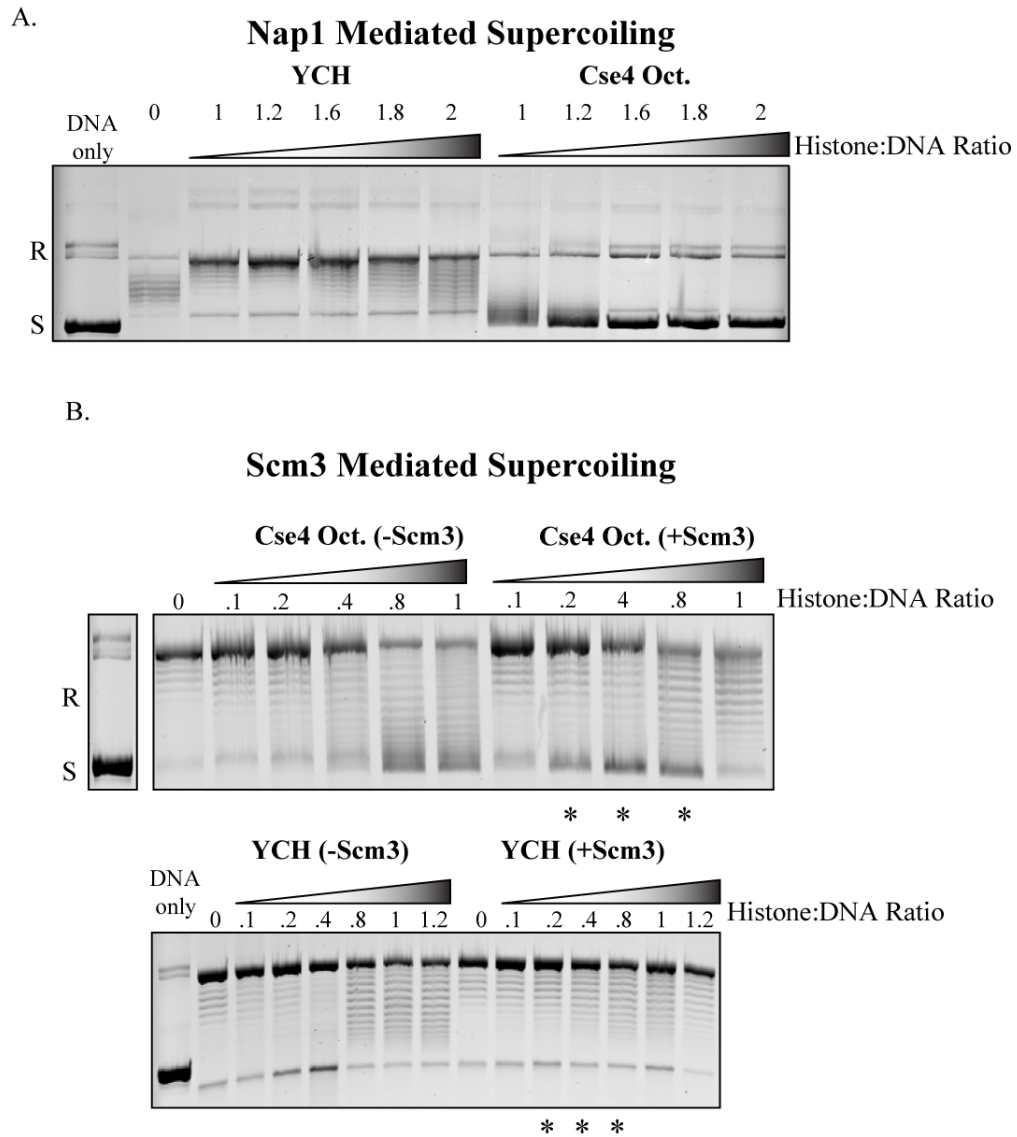 A.
Nap1 Mediated Supercoiling
YCH Cse4 Oct.
DNA only 0 1 1.2 1.6 1.8 2 1 1.2 1.6 1.8 2
Histone:DNA Ratio
R
S
B.
Scm3 Mediated Supercoiling
Cse4 Oct. (-Scm3) Cse4 Oct. (+Scm3)
0 .1 .2 .4 .8 1 .1 .2 4 .8 1 Histone:DNA Ratio
R
S
* * *
YCH (-Scm3) YCH (+Scm3)
DNA
only
0 .1 .2 .4 .8 1 1.2 0 .1 .2 .4 .8 1 1.2 Histone:DNA Ratio
* * *